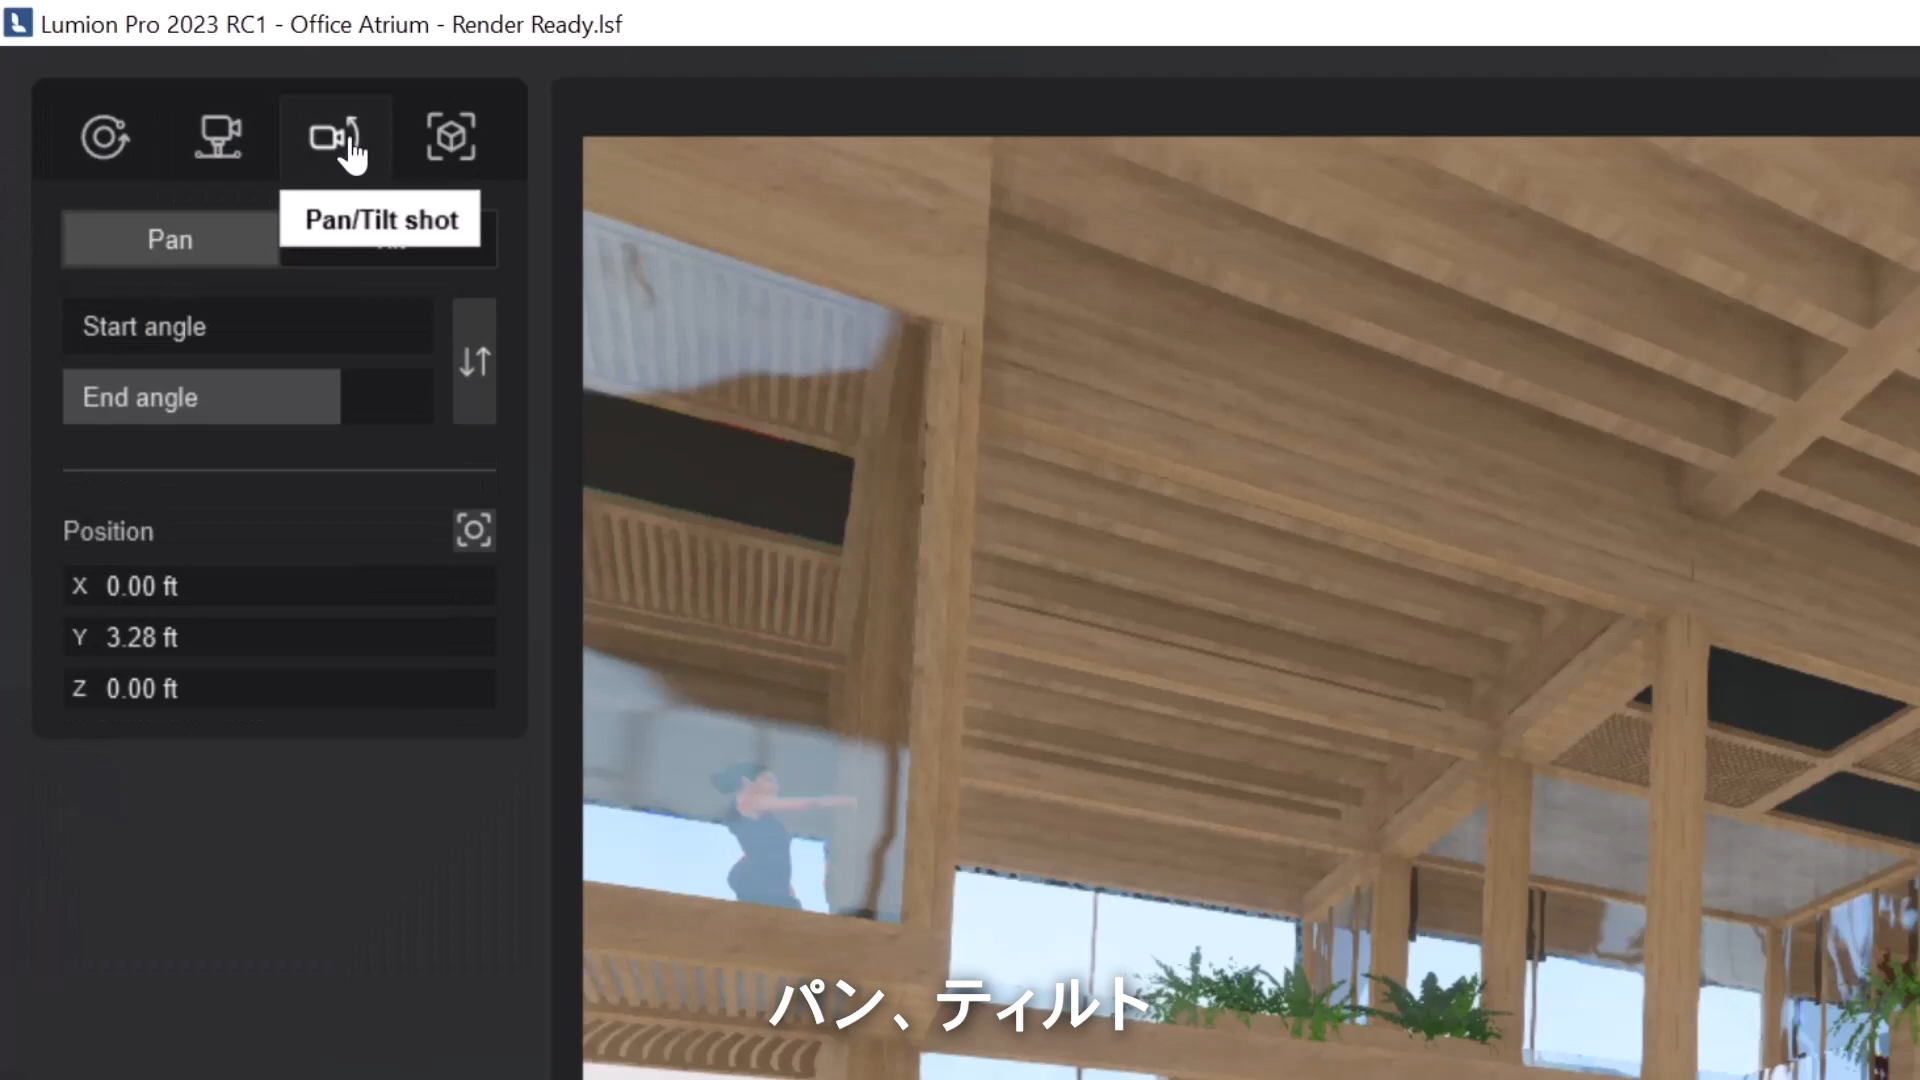 Lumion Pro 2023 RC1 - Office Atrium - Render Ready.lsf
Pan/Tilt shot
Pan
Start angle
End angle
Position
X 0.00 ft
Y 3.28 ft
Z 0.00 ft
パン、ティルト